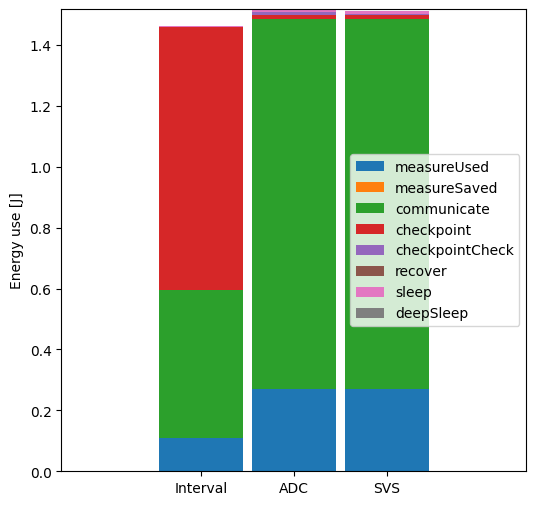 Energy use [J]
1.4
1.2
1.0
0.8
0.6
0.4
0.2
0.0
measureUsed
measureSaved
communicate
checkpoint
checkpointCheck
recover
sleep
deepSleep
Interval
ADC
SVS